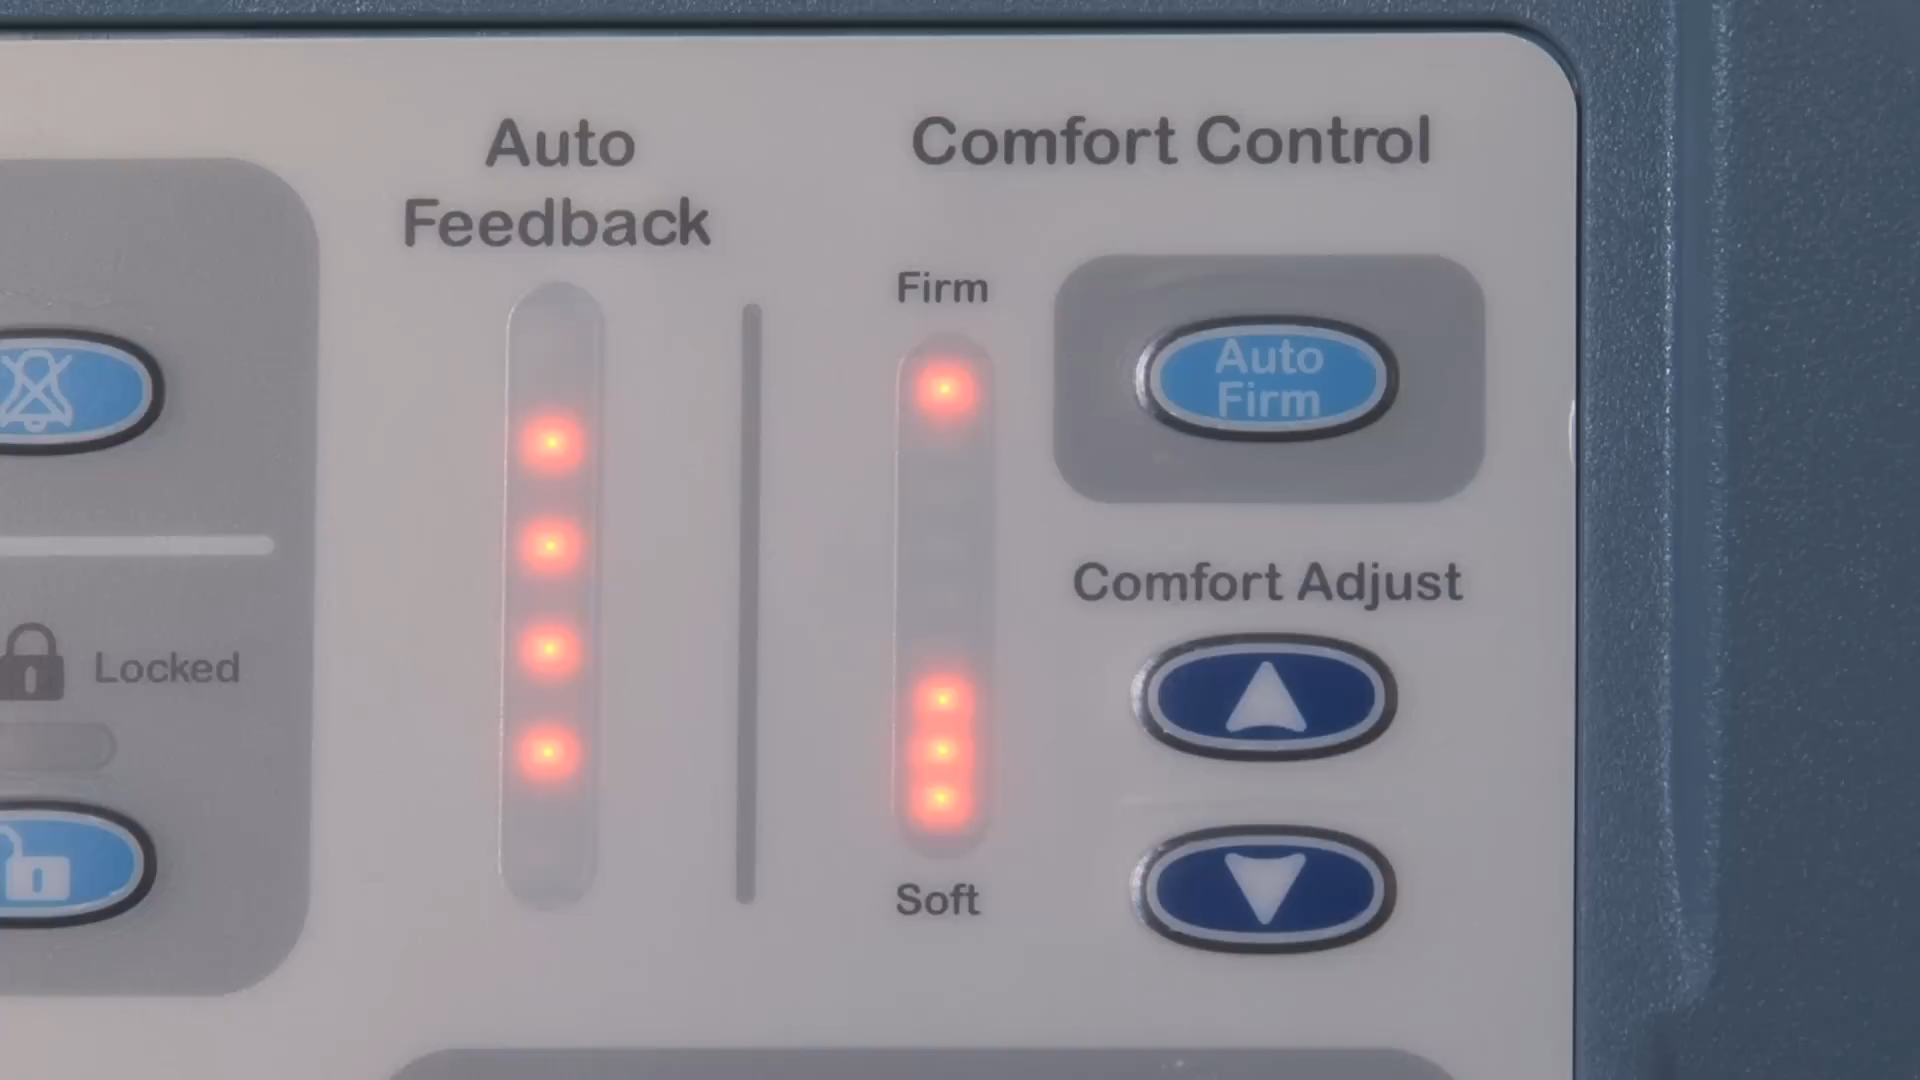 Auto
Feedback
Comfort Control
Firm
Auto
Firm
Comfort Adjust
Locked
Soft